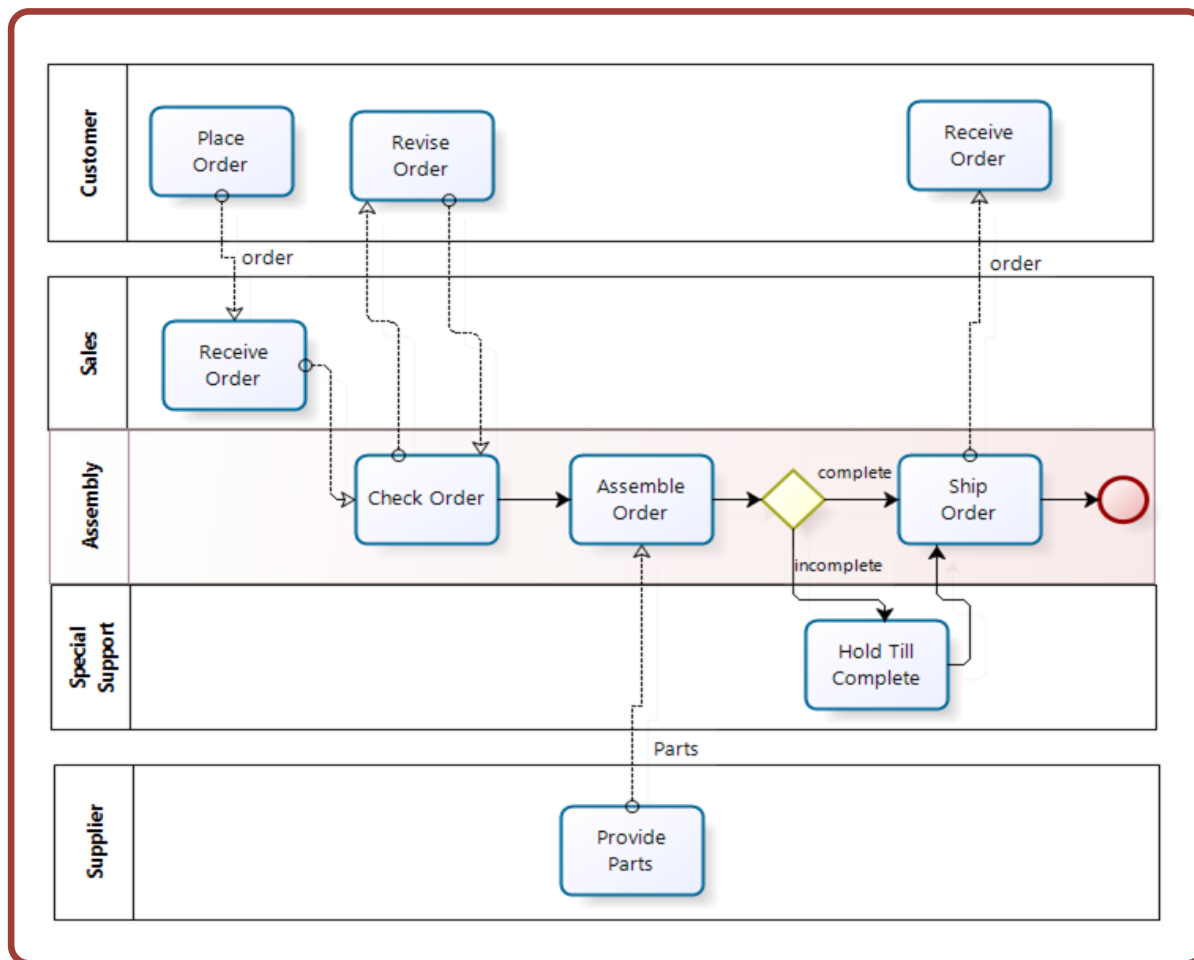 Customer
Place
Order
Revise
Order
Receive
Order
order
order
Sales
Receive
Order
Assembly
Check Order
Assemble
Order
complete
Ship
Order
incomplete
Special
Support
Hold Till
Complete
Parts
Supplier
Provide
Parts